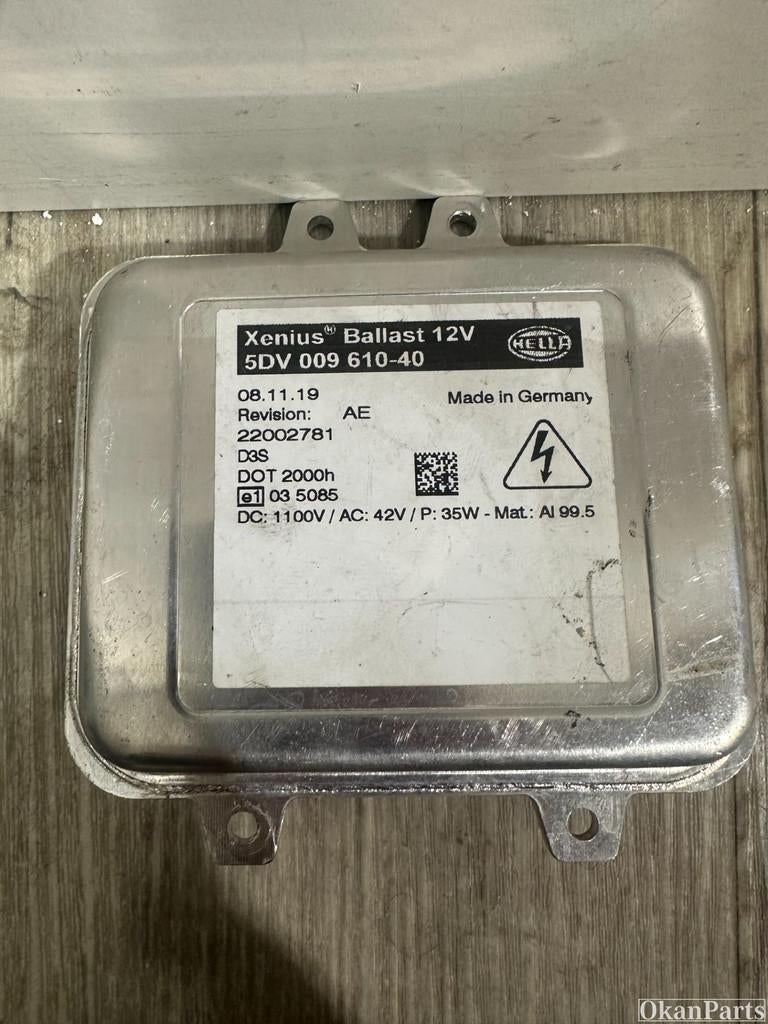 Xenius® Ballast 12V
HELLA
5DV 009 610-40
08.11.19
Made in Germany
Revision: AE
22002781
D3S
DOT 2000h
e1 03 5085
DC: 1100V / AC: 42V / P: 35W - Mat.: Al 99.5
OkanParts